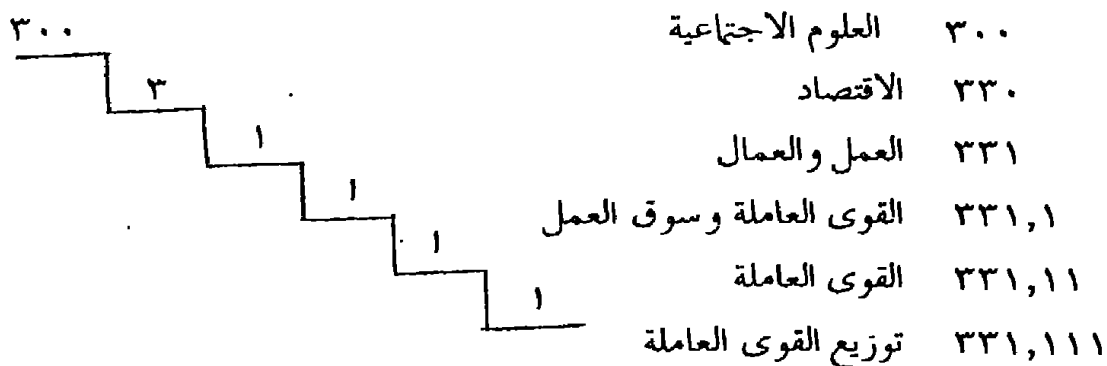 ٣٠٠ العلوم الاجتماعية
٣٣٠ الاقتصاد
٣٣١ العمل والعمال
٣٣١,١ القوى العاملة وسوق العمل
٣٣١,١١ القوى العاملة
٣٣١,١١١ توزيع القوى العاملة
٣٠٠
٣
١
١
١
١